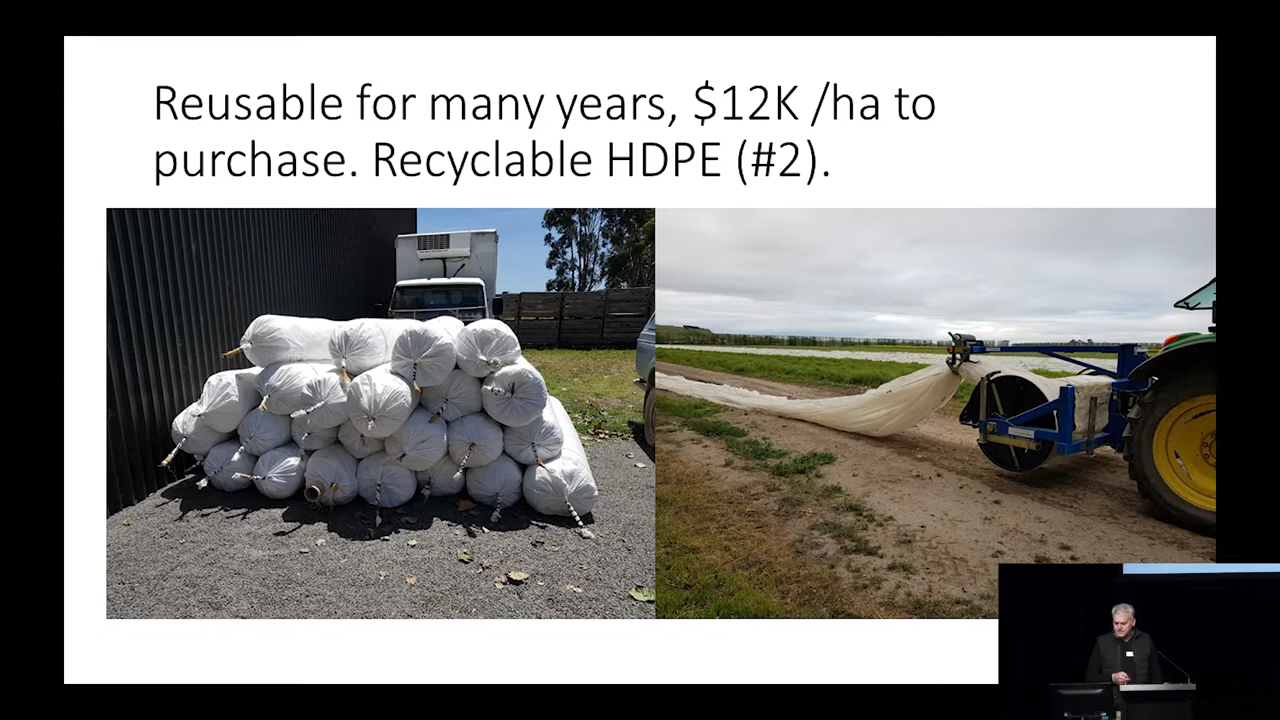 Reusable for many years, $12K /ha to
purchase. Recyclable HDPE (#2).